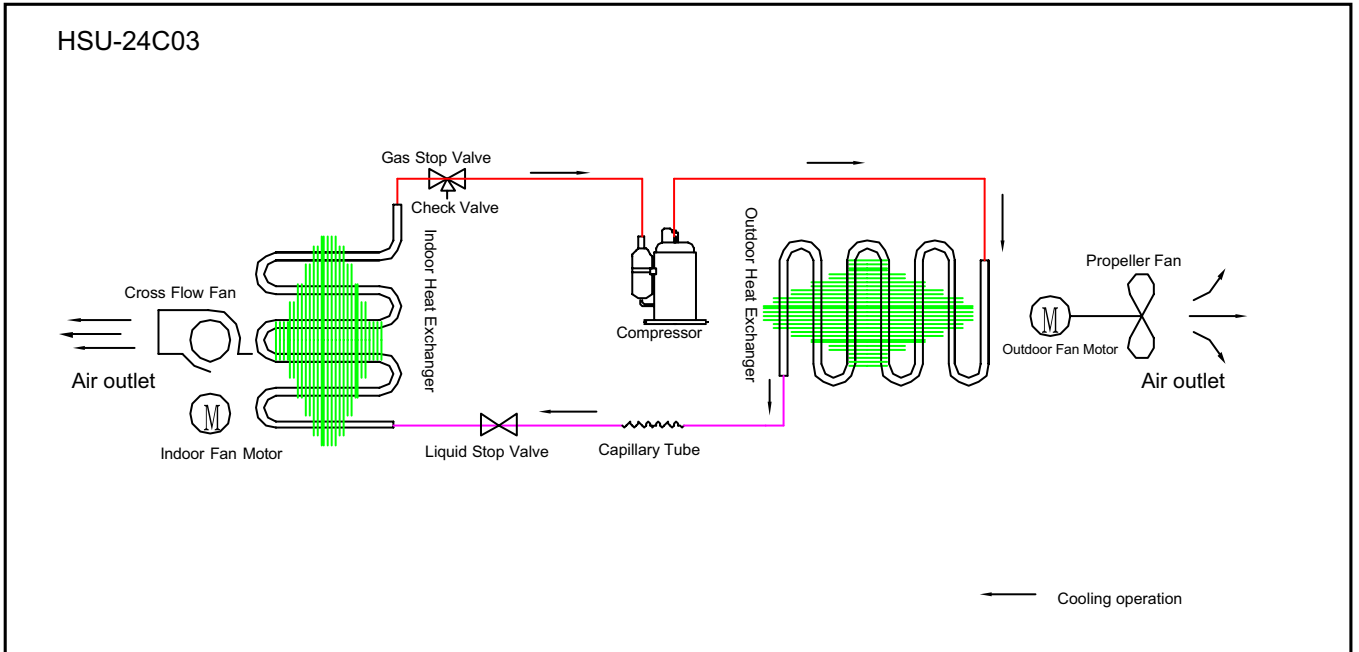 HSU-24C03
Gas Stop Valve
Check Valve
Indoor Heat Exchanger
Cross Flow Fan
Air outlet
M
Indoor Fan Motor
Liquid Stop Valve
Capillary Tube
Compressor
Outdoor Heat Exchanger
Propeller Fan
M
Outdoor Fan Motor
Air outlet
Cooling operation